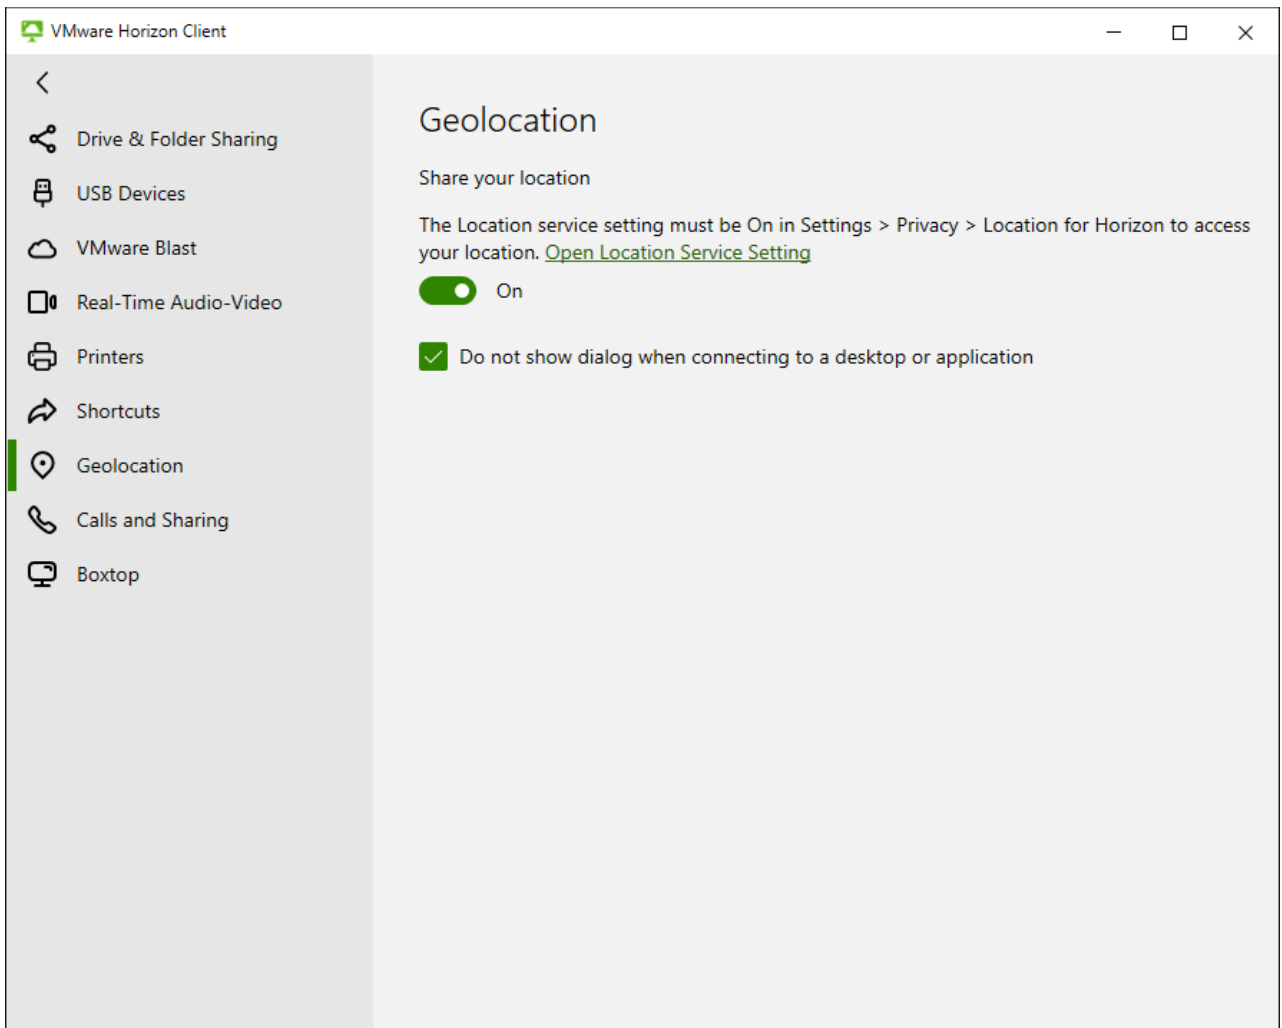 VMware Horizon Client
Drive & Folder Sharing
USB Devices
VMware Blast
Real-Time Audio-Video
Printers
Shortcuts
Geolocation
Calls and Sharing
Boxtop
Geolocation
Share your location
The Location service setting must be On in Settings > Privacy > Location for Horizon to access
your location. Open Location Service Setting
On
Do not show dialog when connecting to a desktop or application